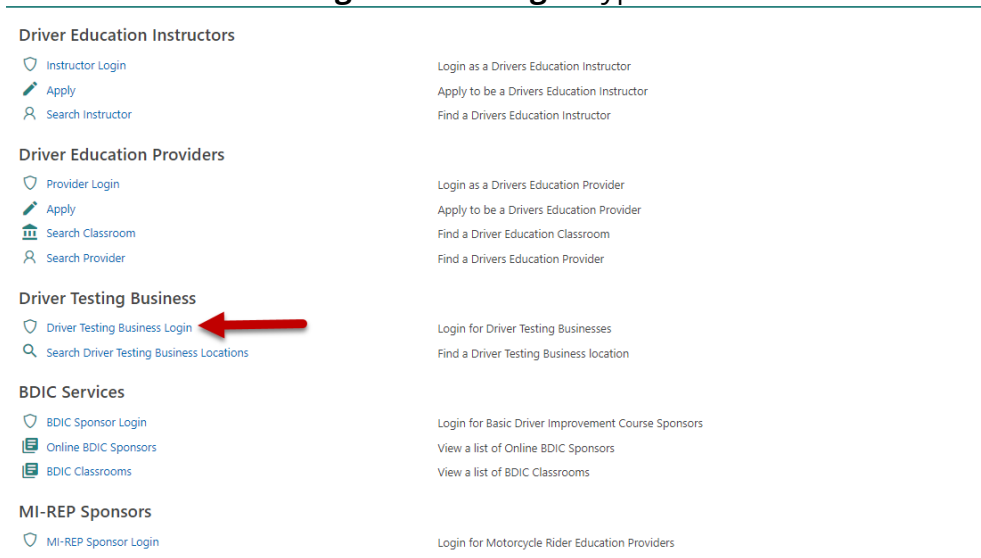 Driver Education Instructors
Instructor Login Login as a Drivers Education Instructor
Apply Apply to be a Drivers Education Instructor
Search Instructor Find a Drivers Education Instructor
Driver Education Providers
Provider Login Login as a Drivers Education Provider
Apply Apply to be a Drivers Education Provider
Search Classroom Find a Driver Education Classroom
Search Provider Find a Drivers Education Provider
Driver Testing Business
Driver Testing Business Login Login for Driver Testing Businesses
Search Driver Testing Business Locations Find a Driver Testing Business location
BDIC Services
BDIC Sponsor Login Login for Basic Driver Improvement Course Sponsors
Online BDIC Sponsors View a list of Online BDIC Sponsors
BDIC Classrooms View a list of BDIC Classrooms
MI-REP Sponsors
MI-REP Sponsor Login Login for Motorcycle Rider Education Providers